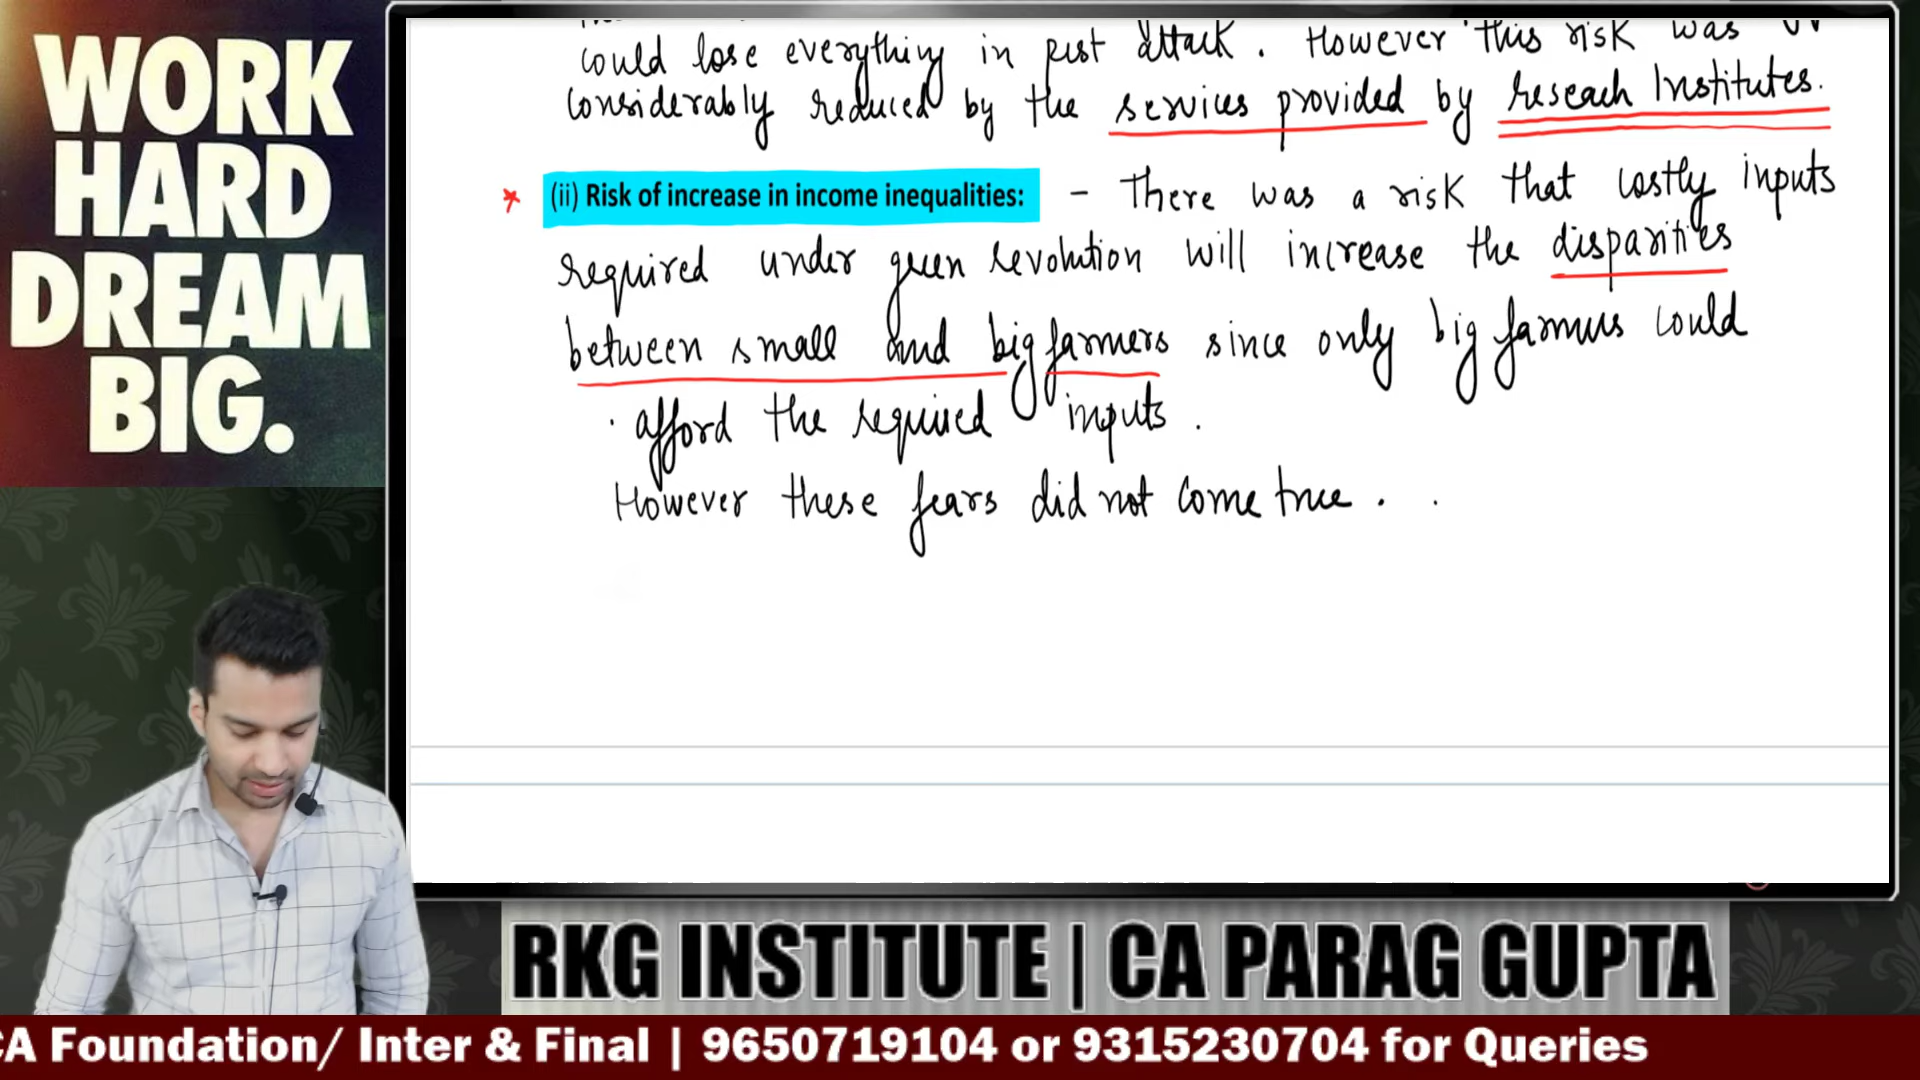 WORK
HARD
DREAM
BIG.
could lose everything in pest attack. However this risk was
considerably reduced by the services provided by reseach Institutes.
(ii) Risk of increase in income inequalities: - There was a risk that costly inputs
required under green revolution will increase the disparities
between small and big farmers since only big farmers could
afford the required inputs.
However these fears did not come true.
RKG INSTITUTE | CA PARAG GUPTA
CA Foundation/ Inter & Final | 9650719104 or 9315230704 for Queries